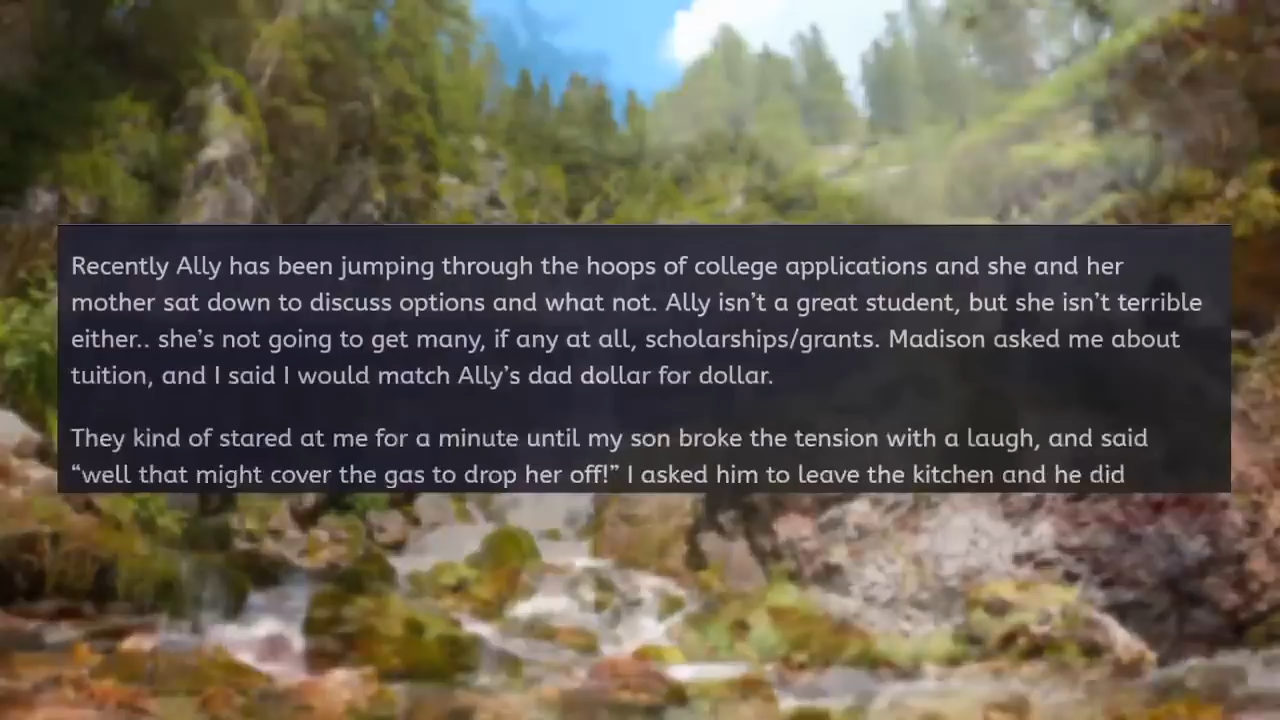 Recently Ally has been jumping through the hoops of college applications and she and her
mother sat down to discuss options and what not. Ally isn’t a great student, but she isn’t terrible
either.. she’s not going to get many, if any at all, scholarships/grants. Madison asked me about
tuition, and I said I would match Ally’s dad dollar for dollar.
They kind of stared at me for a minute until my son broke the tension with a laugh, and said
“well that might cover the gas to drop her off!” I asked him to leave the kitchen and he did